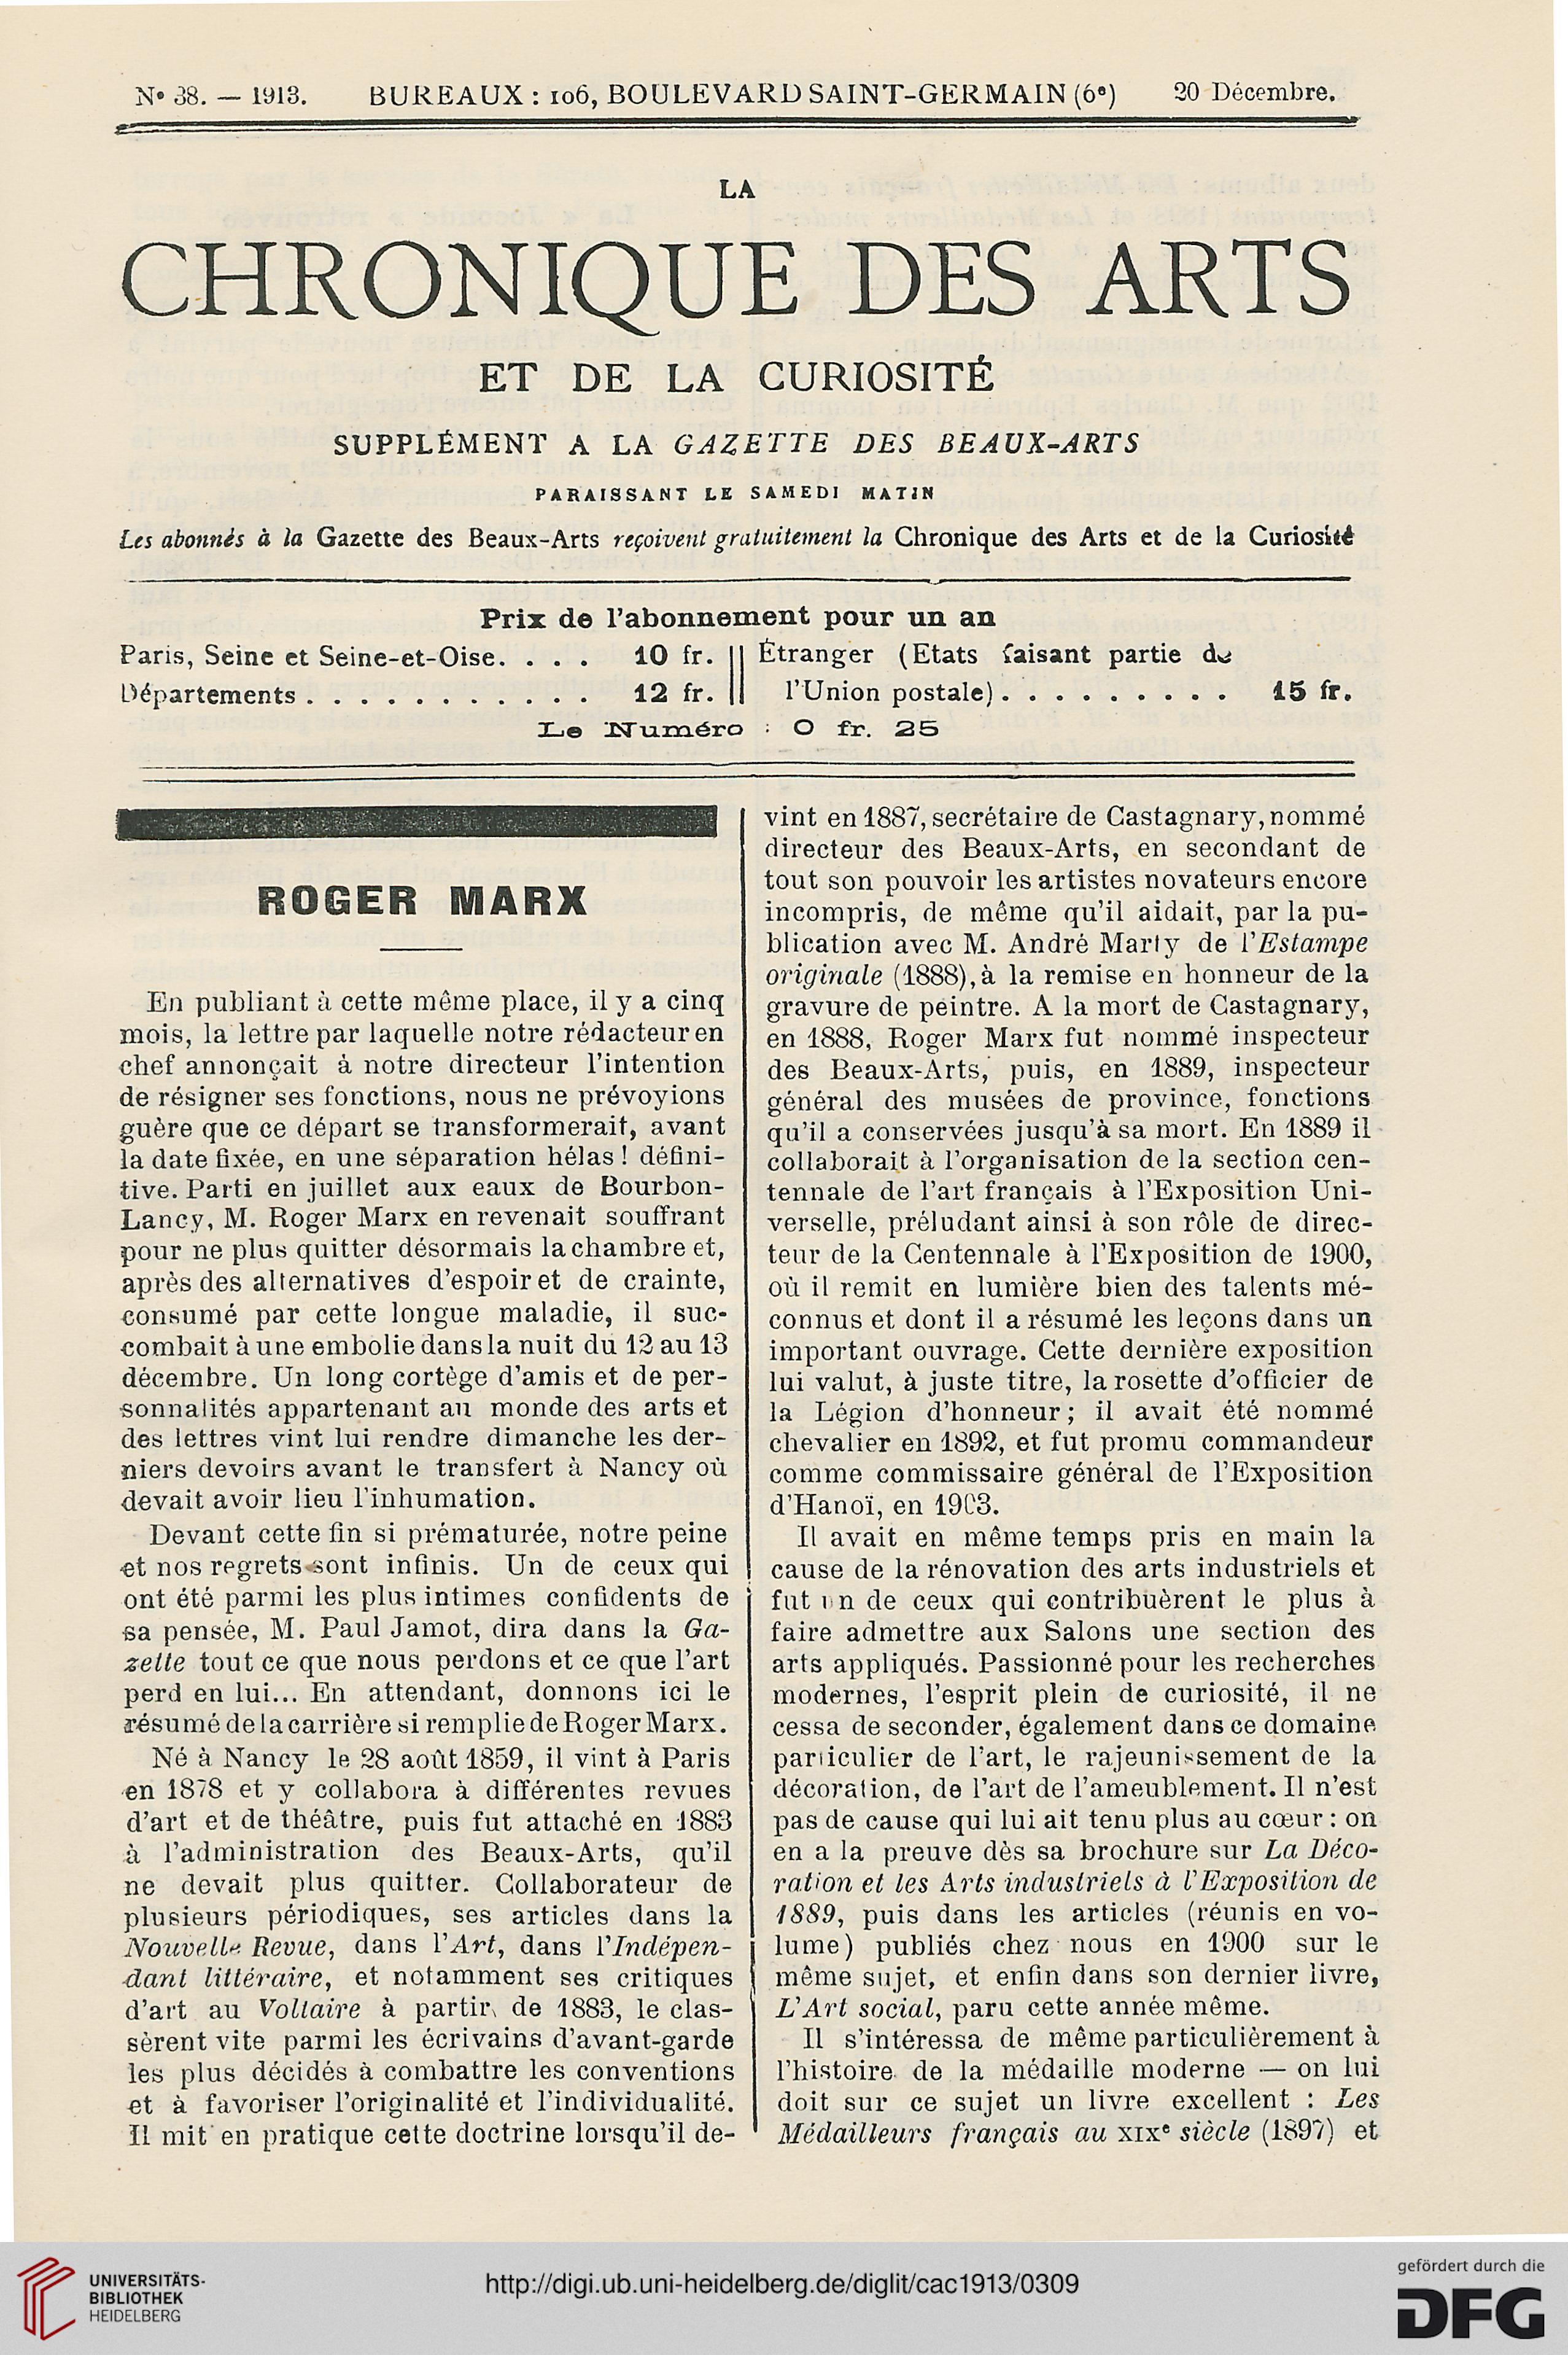 N° 38. — 1913. BUREAUX : 106, BOULEVARD SAINT-GERMAIN (6e) 20 Décembre.
LA
CHRONIQUE DES ARTS
ET DE LA CURIOSITÉ
SUPPLÉMENT A LA GAZETTE DES BEAUX-ARTS
PARAISSANT LE SAMEDI MATIN
Les abonnés à la Gazette des Beaux-Arts reçoivent gratuitement la Chronique des Arts et de la Curiosité
Prix de l'abonnement pour un an
Paris, Seine et Seine-et-Oise. . . . 10 fr.
Départements . . . . . . . . . . . 12 fr.
Étranger (Etats faisant partie de
l'Union postale). . . . . . . . . 15 fr.
Le Numéro : 0 fr. 25
ROGER MARX
En publiant à cette même place, il y a cinq
mois, la lettre par laquelle notre rédacteur en
chef annonçait à notre directeur l'intention
de résigner ses fonctions, nous ne prévoyions
guère que ce départ se transformerait, avant
la date fixée, en une séparation hélas ! défini-
tive. Parti en juillet aux eaux de Bourbon-
Lancy, M. Roger Marx en revenait souffrant
pour ne plus quitter désormais la chambre et,
après des alternatives d'espoir et de crainte,
consumé par cette longue maladie, il suc-
combait à une embolie dans la nuit du 12 au 13
décembre. Un long cortège d'amis et de per-
sonnalités appartenant au monde des arts et
des lettres vint lui rendre dimanche les der-
niers devoirs avant le transfert à Nancy où
devait avoir lieu l'inhumation.
Devant cette fin si prématurée, notre peine
et nos regrets sont infinis. Un de ceux qui
ont été parmi les plus intimes confidents de
sa pensée, M. Paul Jamot, dira dans la Ga-
zette tout ce que nous perdons et ce que l'art
perd en lui... En attendant, donnons ici le
résumé de la carrière si remplie de Roger Marx.
Né à Nancy le 28 août 1859, il vint à Paris
en 1878 et y collabora à différentes revues
d'art et de théâtre, puis fut attaché en 1883
à l'administration des Beaux-Arts, qu'il
ne devait plus quitter. Collaborateur de
plusieurs périodiques, ses articles dans la
Nouvelle Revue, dans l'Art, dans l'Indépen-
dant littéraire, et notamment ses critiques
d'art au Voltaire à partir de 1883, le clas-
sèrent vite parmi les écrivains d'avant-garde
les plus décidés à combattre les conventions
et à favoriser l'originalité et l'individualité.
Il mit en pratique cette doctrine lorsqu'il de-
vint en 1887, secrétaire de Castagnary, nommé
directeur des Beaux-Arts, en secondant de
tout son pouvoir les artistes novateurs encore
incompris, de même qu'il aidait, par la pu-
blication avec M. André Marty de l'Estampe
originale (1888), à la remise en honneur de la
gravure de peintre. A la mort de Castagnary,
en 1888, Roger Marx fut nommé inspecteur
des Beaux-Arts, puis, en 1889, inspecteur
général des musées de province, fonctions
qu'il a conservées jusqu'à sa mort. En 1889 il
collaborait à l'organisation de la section cen-
tennale de l'art français à l'Exposition Uni-
verselle, préludant ainsi à son rôle de direc-
teur de la Centennale à l'Exposition de 1900,
où il remit en lumière bien des talents mé-
connus et dont il a résumé les leçons dans un
important ouvrage. Cette dernière exposition
lui valut, à juste titre, la rosette d'officier de
la Légion d'honneur ; il avait été nommé
chevalier en 1892, et fut promu commandeur
comme commissaire général de l'Exposition
d'Hanoï, en 1903.
Il avait en même temps pris en main la
cause de la rénovation des arts industriels et
fut un de ceux qui contribuèrent le plus à
faire admettre aux Salons une section des
arts appliqués. Passionné pour les recherches
modernes, l'esprit plein de curiosité, il ne
cessa de seconder, également dans ce domaine
particulier de l'art, le rajeunissement de la
décoration, de l'art de l'ameublement. Il n'est
pas de cause qui lui ait tenu plus au cœur : on
en a la preuve dès sa brochure sur La Déco-
ration et les Arts industriels à l'Exposition de
1889, puis dans les articles (réunis en vo-
lume) publiés chez nous en 1900 sur le
même sujet, et enfin dans son dernier livre,
L'Art social, paru cette année même.
Il s'intéressa de même particulièrement à
l'histoire de la médaille moderne — on lui
doit sur ce sujet un livre excellent : Les
Médailleurs français au XIXe siècle (1897) et
UNIVERSITÄTS-
BIBLIOTHEK
HEIDELBERG
http://digi.ub.uni-heidelberg.de/diglit/cac1913/0309
gefördert durch die
DFG